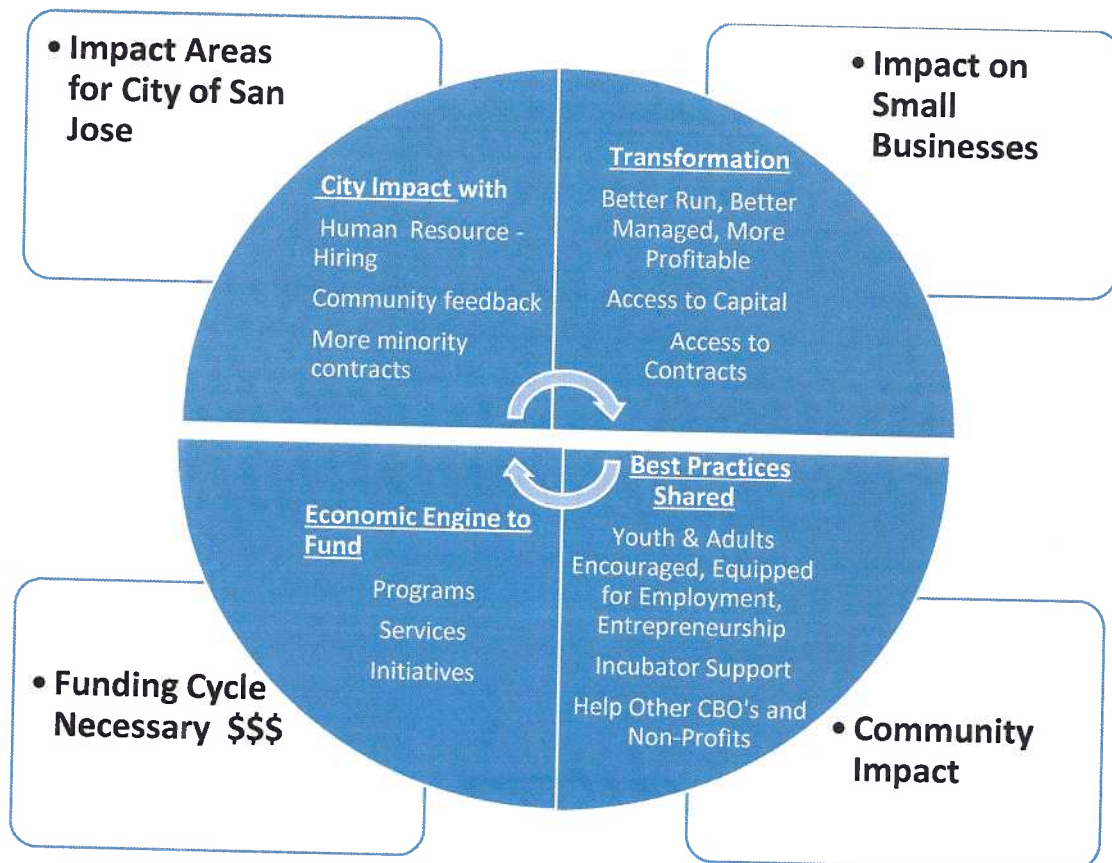 • Impact Areas
for City of San
Jose
• Impact on
Small
Businesses
City Impact with
Human Resource -
Hiring
Community feedback
More minority
contracts
Transformation
Better Run, Better
Managed, More
Profitable
Access to Capital
Access to
Contracts
Economic Engine to
Fund
Programs
Services
Initiatives
Best Practices
Shared
Youth & Adults
Encouraged, Equipped
for Employment,
Entrepreneurship
Incubator Support
Help Other CBO's and
Non-Profits
• Funding Cycle
Necessary $$$
• Community
Impact